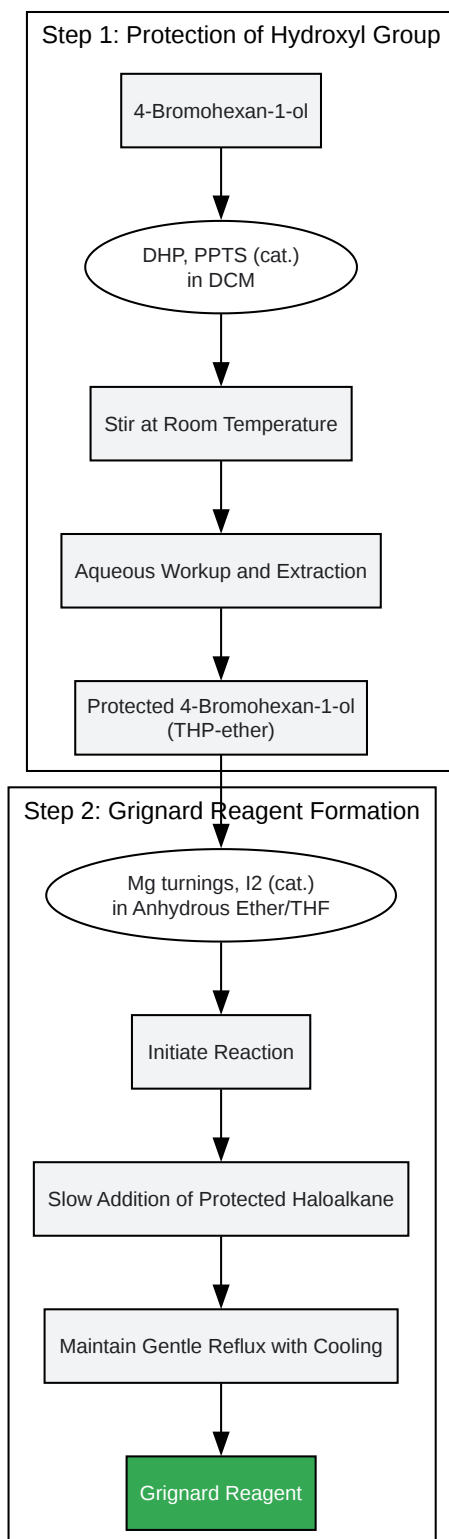 Step 1: Protection of Hydroxyl Group
4-Bromohexan-1-ol
DHP, PPTS (cat.)
in DCM
Stir at Room Temperature
Aqueous Workup and Extraction
Protected 4-Bromohexan-1-ol
(THP-ether)
Step 2: Grignard Reagent Formation
Mg turnings, I2 (cat.)
in Anhydrous Ether/THF
Initiate Reaction
Slow Addition of Protected Haloalkane
Maintain Gentle Reflux with Cooling
Grignard Reagent